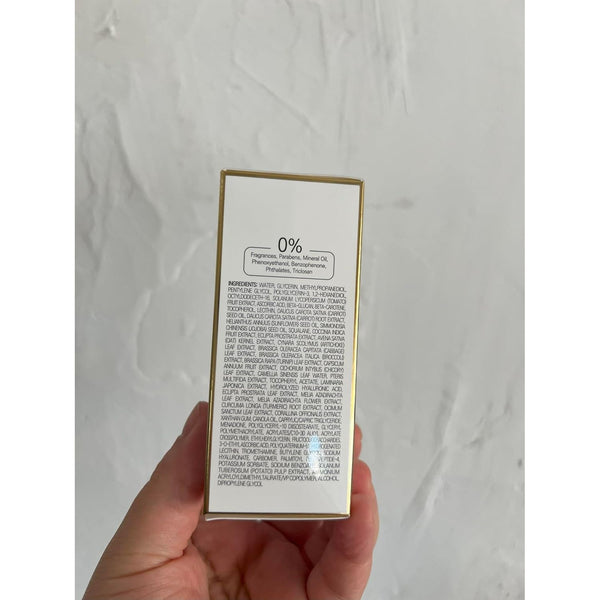 0%
Fragrances, Parabens, Mineral Oil,
Phenoxyethanol, Benzophenone,
Phthalates, Triclosan
INGREDIENTS: WATER, GLYCERIN, METHYLPROPANEDIOL,
PENTYLENE GLYCOL, POLYGLYCERIN-3, 1,2-HEXANEDIOL,
OCTYLDODECETH-16, SOLANUM LYCOPERSICUM (TOMATO)
FRUIT EXTRACT, ASCORBIC ACID, BETA-GLUCAN, BETA-CAROTENE,
TOCOPHEROL, LECITHIN, DAUCUS CAROTA SATIVA (CARROT)
SEED OIL, DAUCUS CAROTA SATIVA (CARROT) ROOT EXTRACT,
HELIANTHUS ANNUUS (SUNFLOWER) SEED OIL, SIMMONDSIA
CHINENSIS (JOJOBA) SEED OIL, SQUALANE, COCCINIA INDICA
FRUIT EXTRACT, ECLIPTA PROSTRATA EXTRACT, AVENA SATIVA
(OAT) KERNEL EXTRACT, CYNARA SCOLYMUS (ARTICHOKE)
LEAF EXTRACT, BRASSICA OLERACEA CAPITATA (CABBAGE)
LEAF EXTRACT, BRASSICA OLERACEA ITALICA (BROCCOLI)
EXTRACT, BRASSICA RAPA (TURNIP) LEAF EXTRACT, CAPSICUM
ANNUUM FRUIT EXTRACT, CICHORIUM INTYBUS (CHICORY)
LEAF EXTRACT, CAMELLIA SINENSIS LEAF WATER, PTERIS
MULTIFIDA EXTRACT, TOCOPHERYL ACETATE, LAMINARIA
JAPONICA EXTRACT, HYDROLYZED HYALURONIC ACID,
ECLIPTA PROSTRATA LEAF EXTRACT, MELIA AZADIRACHTA
LEAF EXTRACT, MELIA AZADIRACHTA FLOWER EXTRACT,
CURCUMA LONGA (TURMERIC) ROOT EXTRACT, OCIMUM
SANCTUM LEAF EXTRACT, CORALLINA OFFICINALIS EXTRACT,
XANTHAN GUM, CANOLA OIL, CAPRYLIC/CAPRIC TRIGLYCERIDE,
MENADIONE, POLYGLYCERYL-10 DIISOSTEARATE, GLYCERYL
POLYMETHACRYLATE, ACRYLATES/C10-30 ALKYL ACRYLATE
CROSSPOLYMER, ETHYLHEXYLGLYCERIN,
3-O-ETHYL ASCORBIC ACID, HYDROGENATED
LECITHIN, TROMETHAMINE, BUTYLENE GLYCOL, SODIUM
HYALURONATE, CARBOMER,
POTASSIUM SORBATE, SODIUM BENZOATE, SOLANUM
TUBEROSUM (POTATO) PULP EXTRACT, AMMONIUM
ACRYLOYLDIMETHYLTAURATE/VP COPOLYMER, ALCOHOL,
DIPROPYLENE GLYCOL